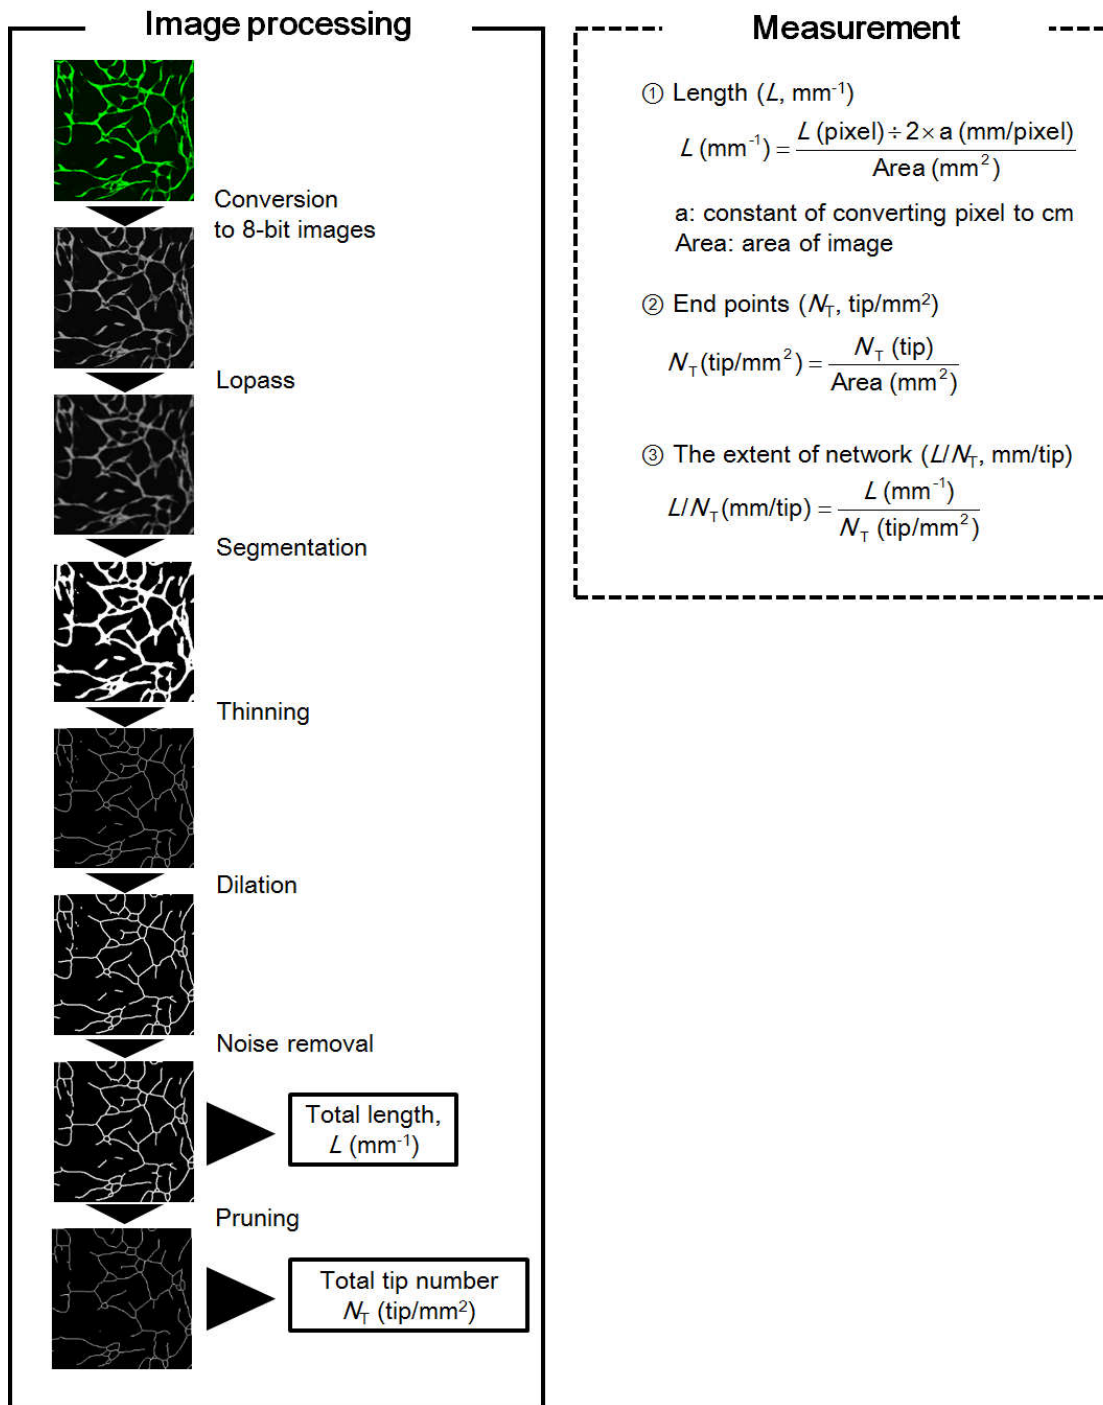 Image processing
Conversion
to 8-bit images
Lopass
Segmentation
Thinning
Dilation
Noise removal
Total length,
L (mm⁻¹)
Pruning
Total tip number
N_T (tip/mm²)
Measurement
① Length (L, mm⁻¹)
L (mm⁻¹) = L (pixel) ÷ 2 × a (mm/pixel) / Area (mm²)
a: constant of converting pixel to cm
Area: area of image
② End points (N_T, tip/mm²)
N_T (tip/mm²) = N_T (tip) / Area (mm²)
③ The extent of network (L/N_T, mm/tip)
L/N_T (mm/tip) = L (mm⁻¹) / N_T (tip/mm²)